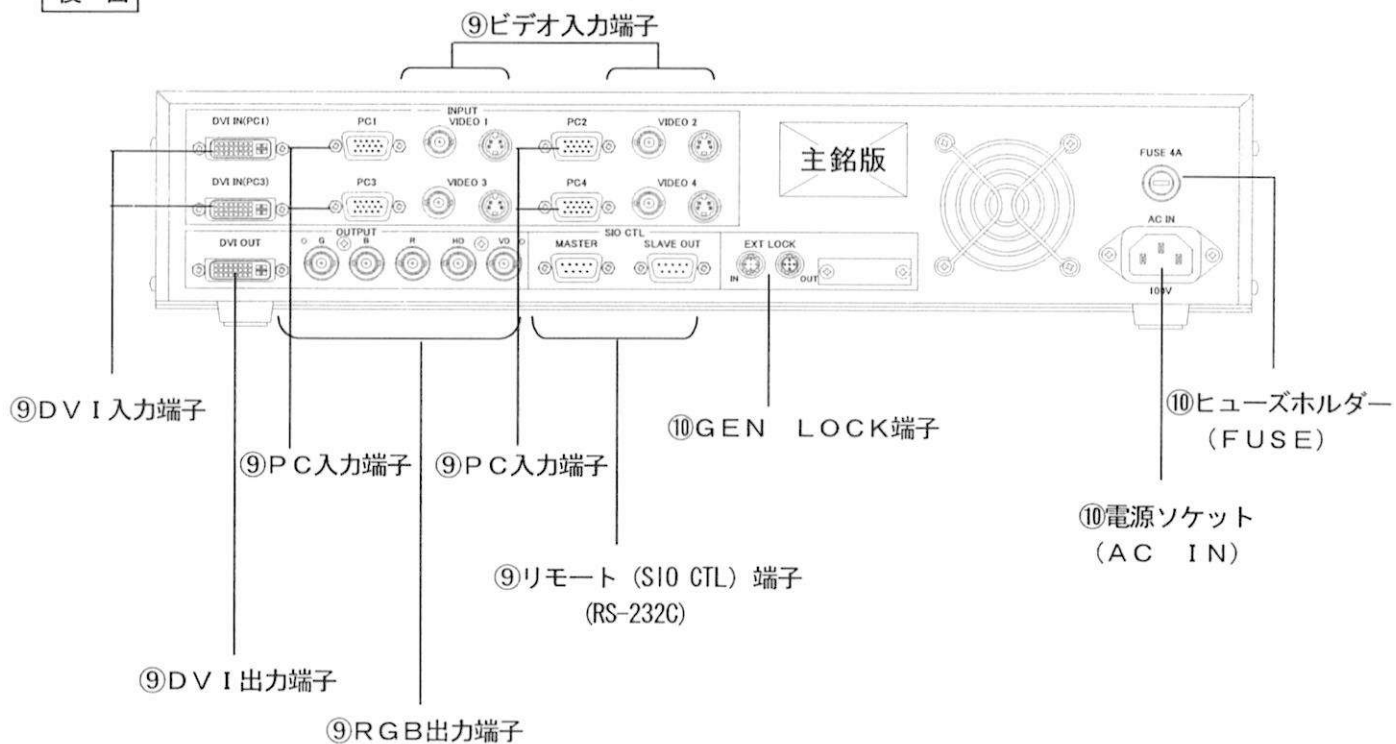 ⑨ビデオ入力端子
INPUT
DVI IN(PC1)
PC1
VIDEO 1
PC2
VIDEO 2
主銘版
FUSE 4A
DVI IN(PC3)
PC3
VIDEO 3
PC4
VIDEO 4
AC IN
100V
DVI OUT
OUTPUT
G
B
R
HD
VD
SIO CTL
MASTER
SLAVE OUT
EXT LOCK
IN
OUT
⑨DVI入力端子
⑨PC入力端子
⑨PC入力端子
⑩GEN LOCK端子
⑩ヒューズホルダー
(FUSE)
⑩電源ソケット
(AC IN)
⑨リモート (SIO CTL) 端子
(RS-232C)
⑨DVI出力端子
⑨RGB出力端子